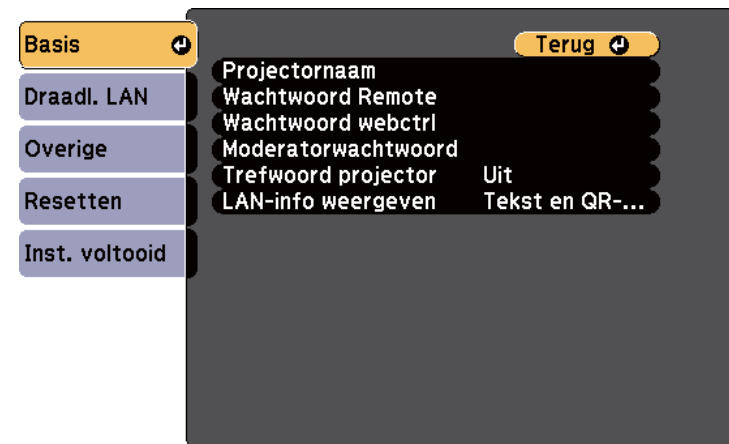 Basis
Draadl. LAN
Overige
Resetten
Inst. voltooid
Terug
Projectornaam
Wachtwoord Remote
Wachtwoord webctrl
Moderatorwachtwoord
Trefwoord projector Uit
LAN-info weergeven Tekst en QR-...